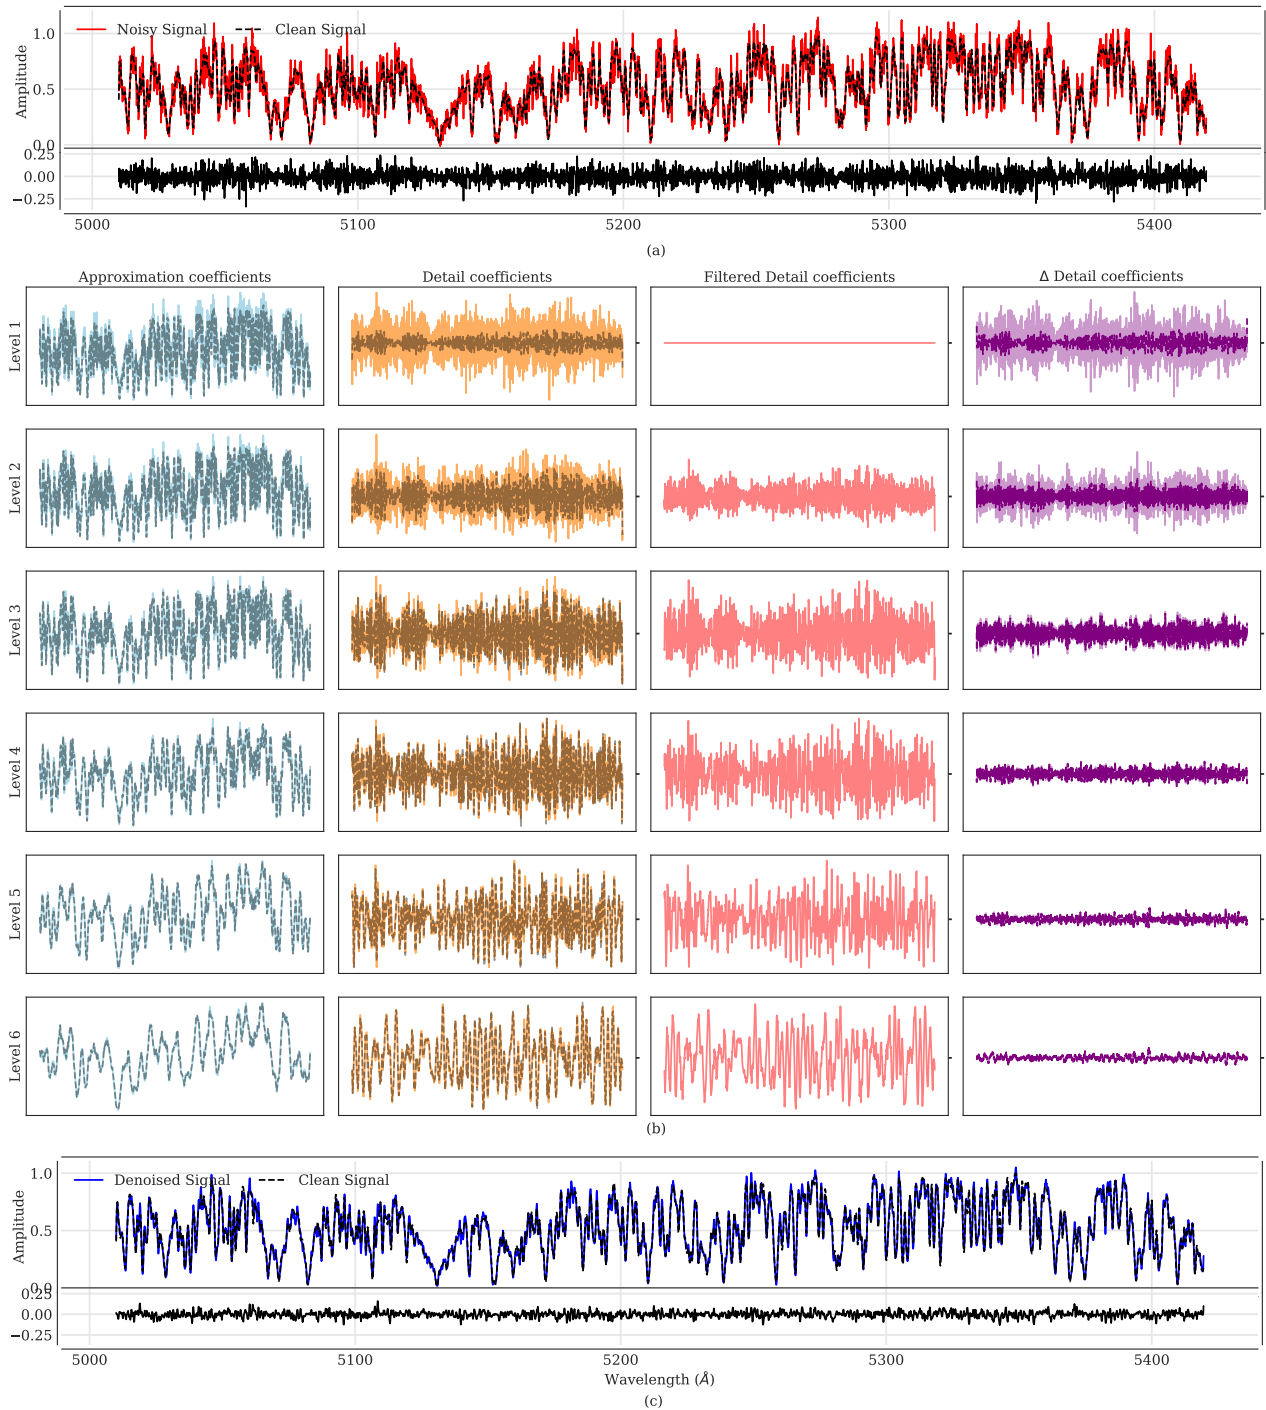 Noisy Signal Clean Signal
Amplitude
1.0
0.5
0.0
0.25
0.00
−0.25
5000 5100 5200 5300 5400
(a)
Approximation coefficients Detail coefficients Filtered Detail coefficients Δ Detail coefficients
Level 1
Level 2
Level 3
Level 4
Level 5
Level 6
(b)
Denoised Signal Clean Signal
Amplitude
1.0
0.5
0.0
0.25
0.00
−0.25
5000 5100 5200 5300 5400
Wavelength (Å)
(c)